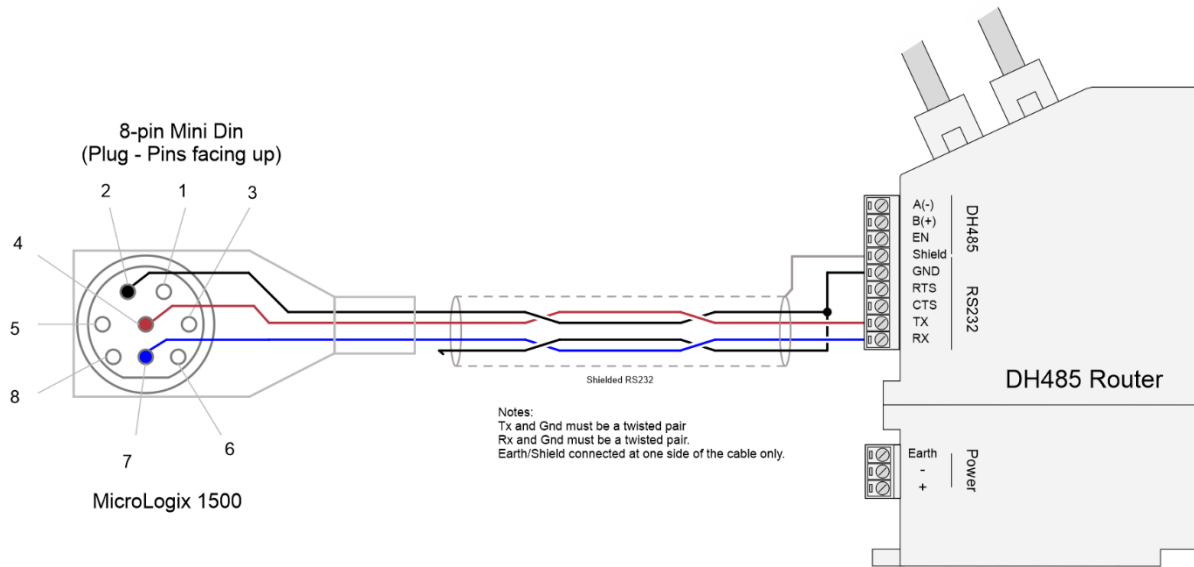 8-pin Mini Din
(Plug - Pins facing up)
2
1
3
4
5
8
7
6
MicroLogix 1500
Shielded RS232
Notes:
Tx and Gnd must be a twisted pair
Rx and Gnd must be a twisted pair.
Earth/Shield connected at one side of the cable only.
A(-)
B(+)
EN
Shield
DH485
GND
RTS
CTS
TX
RX
RS232
DH485 Router
Earth
-
+
Power